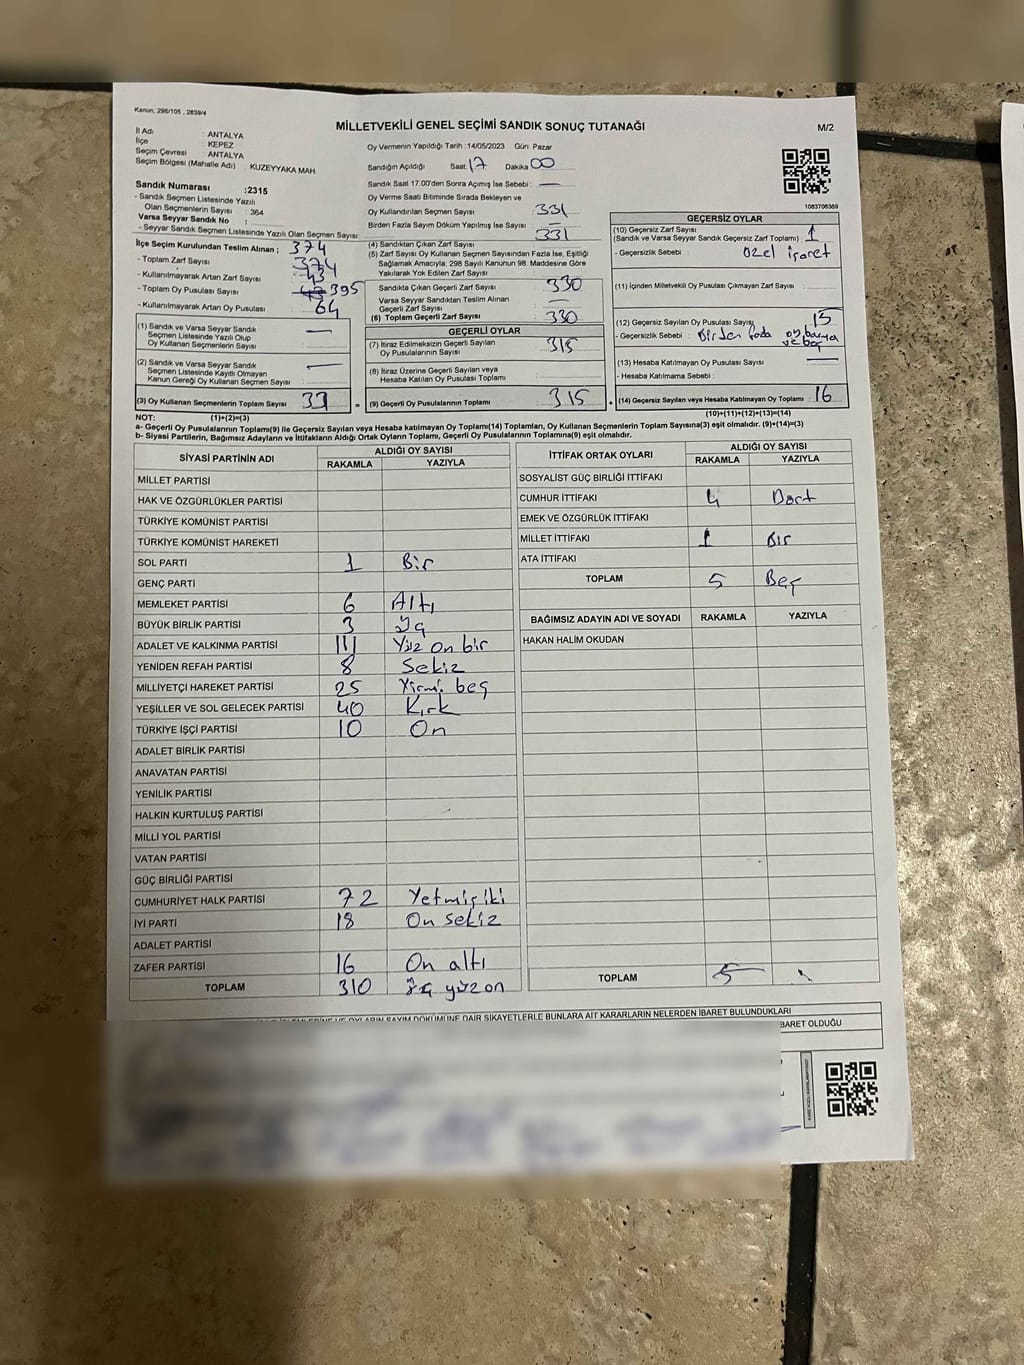 Kanun; 298/105 , 2839/4
MİLLETVEKİLİ GENEL SEÇİMİ SANDIK SONUÇ TUTANAĞI
M/2
İl Adı : ANTALYA
İlçe : KEPEZ
Seçim Çevresi : ANTALYA
Seçim Bölgesi (Mahalle Adı) : KUZEYYAKA MAH.
Sandık Numarası :2315
- Sandık Seçmen Listesinde Yazılı
Olan Seçmenlerin Sayısı : 364
Varsa Seyyar Sandık No :
- Seyyar Sandık Seçmen Listesinde Yazılı Olan Seçmen Sayısı:
İlçe Seçim Kurulundan Teslim Alınan ; 374
- Toplam Zarf Sayısı : 374
- Kullanılmayarak Artan Zarf Sayısı : 43
- Toplam Oy Pusulası Sayısı : 395
- Kullanılmayarak Artan Oy Pusulası : 64
(1) Sandık ve Varsa Seyyar Sandık
Seçmen Listesinde Yazılı Olup
Oy Kullanan Seçmenlerin Sayısı : —
(2) Sandık ve Varsa Seyyar Sandık
Seçmen Listesinde Kayıtlı Olmayan
Kanun Gereği Oy Kullanan Seçmen Sayısı : —
(3) Oy Kullanan Seçmenlerin Toplam Sayısı :
(1)+(2)=(3)
Oy Vermenin Yapıldığı Tarih :14/05/2023 Gün: Pazar
Sandığın Açıldığı Saat: 17 Dakika 00
Sandık Saat 17.00'den Sonra Açımış İse Sebebi : —
Oy Verme Saati Bitiminde Sırada Bekleyen ve
Oy Kullandırılan Seçmen Sayısı : 331
Birden Fazla Sayım Döküm Yapılmış İse Sayısı : —
(4) Sandıktan Çıkan Zarf Sayısı : 331
(5) Zarf Sayısı Oy Kullanan Seçmen Sayısından Fazla İse, Eşitliği
Sağlamak Amacıyla; 298 Sayılı Kanunun 98. Maddesine Göre
Yakılarak Yok Edilen Zarf Sayısı :
Sandıkta Çıkan Geçerli Zarf Sayısı : 330
Varsa Seyyar Sandıktan Teslim Alınan
Geçerli Zarf Sayısı : —
(6) Toplam Geçerli Zarf Sayısı : 330
GEÇERLİ OYLAR
(7) İtiraz Edilmeksizin Geçerli Sayılan
Oy Pusulalarının Sayısı : 315
(8) İtiraz Üzerine Geçerli Sayılan veya
Hesaba Katılan Oy Pusulası Toplamı :
(9) Geçerli Oy Pusulalarının Toplamı : 315
1083706369
GEÇERSİZ OYLAR
(10) Geçersiz Zarf Sayısı
(Sandık ve Varsa Seyyar Sandık Geçersiz Zarf Toplamı) : 1
- Geçersizlik Sebebi : özel işaret
(11) İçinden Milletvekili Oy Pusulası Çıkmayan Zarf Sayısı :
(12) Geçersiz Sayılan Oy Pusulası Sayısı : 15
- Geçersizlik Sebebi : Birden fazla oy
(13) Hesaba Katılmayan Oy Pusulası Sayısı : —
- Hesaba Katılmama Sebebi :
(14) Geçersiz Sayılan veya Hesaba Katılmayan Oy Toplamı : 16
(10)+(11)+(12)+(13)=(14)
NOT:
a- Geçerli Oy Pusulalarının Toplamı(9) ile Geçersiz Sayılan veya Hesaba katılmayan Oy Toplamı(14) Toplamları, Oy Kullanan Seçmenlerin Toplam Sayısına(3) eşit olmalıdır. (9)+(14)=(3)
b- Siyasi Partilerin, Bağımsız Adayların ve İttifakların Aldığı Ortak Oyların Toplamı, Geçerli Oy Pusulalarının Toplamına(9) eşit olmalıdır.
SİYASİ PARTİNİN ADI ALDIĞI OY SAYISI
RAKAMLA YAZIYLA
MİLLET PARTİSİ
HAK VE ÖZGÜRLÜKLER PARTİSİ
TÜRKİYE KOMÜNİST PARTİSİ
TÜRKİYE KOMÜNİST HAREKETİ
SOL PARTİ 1 Bir
GENÇ PARTİ
MEMLEKET PARTİSİ 6 Altı
BÜYÜK BİRLİK PARTİSİ 3 Üç
ADALET VE KALKINMA PARTİSİ 111 Yüz on bir
YENİDEN REFAH PARTİSİ 8 Sekiz
MİLLİYETÇİ HAREKET PARTİSİ 25 Yirmi beş
YEŞİLLER VE SOL GELECEK PARTİSİ 40 Kırk
TÜRKİYE İŞÇİ PARTİSİ 10 On
ADALET BİRLİK PARTİSİ
ANAVATAN PARTİSİ
YENİLİK PARTİSİ
HALKIN KURTULUŞ PARTİSİ
MİLLİ YOL PARTİSİ
VATAN PARTİSİ
GÜÇ BİRLİĞİ PARTİSİ
CUMHURİYET HALK PARTİSİ 72 Yetmiş iki
İYİ PARTİ 18 On sekiz
ADALET PARTİSİ
ZAFER PARTİSİ 16 On altı
TOPLAM 310 Üç yüz on
İTTİFAK ORTAK OYLARI ALDIĞI OY SAYISI
RAKAMLA YAZIYLA
SOSYALİST GÜÇ BİRLİĞİ İTTİFAKI
CUMHUR İTTİFAKI 4 Dört
EMEK VE ÖZGÜRLÜK İTTİFAKI
MİLLET İTTİFAKI 1 Bir
ATA İTTİFAKI
TOPLAM 5 Beş
BAĞIMSIZ ADAYIN ADI VE SOYADI RAKAMLA YAZIYLA
HAKAN HALİM OKUDAN
TOPLAM 5
OYLARIN SAYIM DÖKÜMÜNE DAİR ŞİKAYETLERLE BUNLARA AİT KARARLARIN NELERDEN İBARET BULUNDUKLARI
BARET OLDUĞU